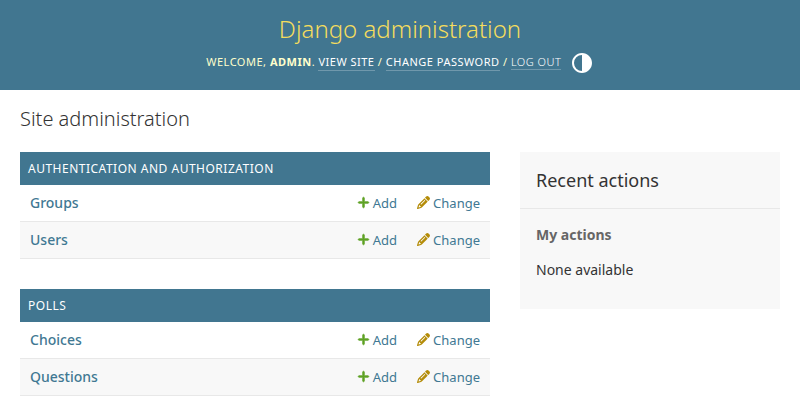 Django administration
WELCOME, ADMIN. VIEW SITE / CHANGE PASSWORD / LOG OUT
Site administration
AUTHENTICATION AND AUTHORIZATION
Groups Add Change
Users Add Change
POLLS
Choices Add Change
Questions Add Change
Recent actions
My actions
None available